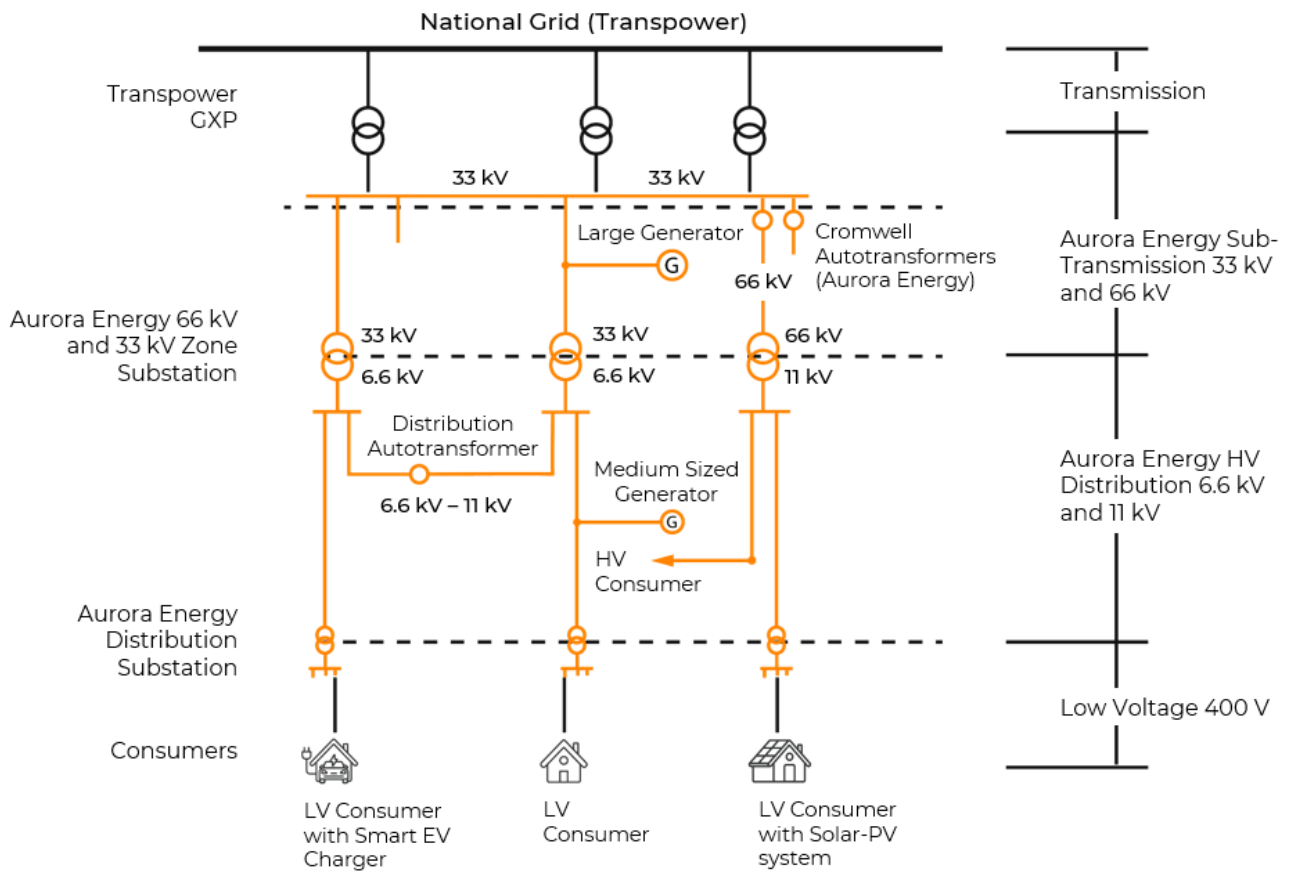 National Grid (Transpower)
Transpower
GXP
Transmission
33 kV
33 kV
Large Generator
G
Cromwell
Autotransformers
(Aurora Energy)
66 kV
Aurora Energy Sub-
Transmission 33 kV
and 66 kV
Aurora Energy 66 kV
and 33 kV Zone
Substation
33 kV
6.6 kV
33 kV
6.6 kV
66 kV
11 kV
Distribution
Autotransformer
6.6 kV – 11 kV
Medium Sized
Generator
G
HV
Consumer
Aurora Energy HV
Distribution 6.6 kV
and 11 kV
Aurora Energy
Distribution
Substation
Low Voltage 400 V
Consumers
LV Consumer
with Smart EV
Charger
LV
Consumer
LV Consumer
with Solar-PV
system